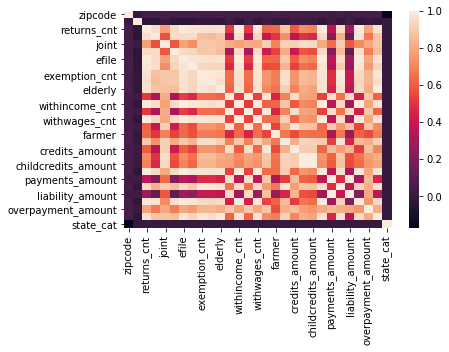 zipcode
returns_cnt
joint
efile
exemption_cnt
elderly
withincome_cnt
withwages_cnt
farmer
credits_amount
childcredits_amount
payments_amount
liability_amount
overpayment_amount
state_cat
zipcode
returns_cnt
joint
efile
exemption_cnt
elderly
withincome_cnt
withwages_cnt
farmer
credits_amount
childcredits_amount
payments_amount
liability_amount
overpayment_amount
state_cat
1.0
0.8
0.6
0.4
0.2
0.0